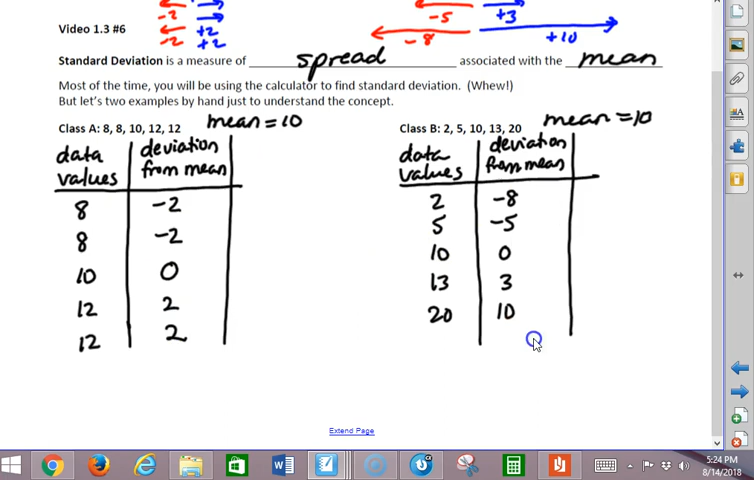 -2
+2
-2
+2
-5
+3
-8
+10
Video 1.3 #6
Standard Deviation is a measure of spread associated with the mean
Most of the time, you will be using the calculator to find standard deviation. (Whew!)
But let's two examples by hand just to understand the concept.
Class A: 8, 8, 10, 12, 12 mean = 10
data values deviation from mean
8 -2
8 -2
10 0
12 2
12 2
Class B: 2, 5, 10, 13, 20 mean = 10
data values deviation from mean
2 -8
5 -5
10 0
13 3
20 10
Extend Page
5:24 PM
8/14/2018